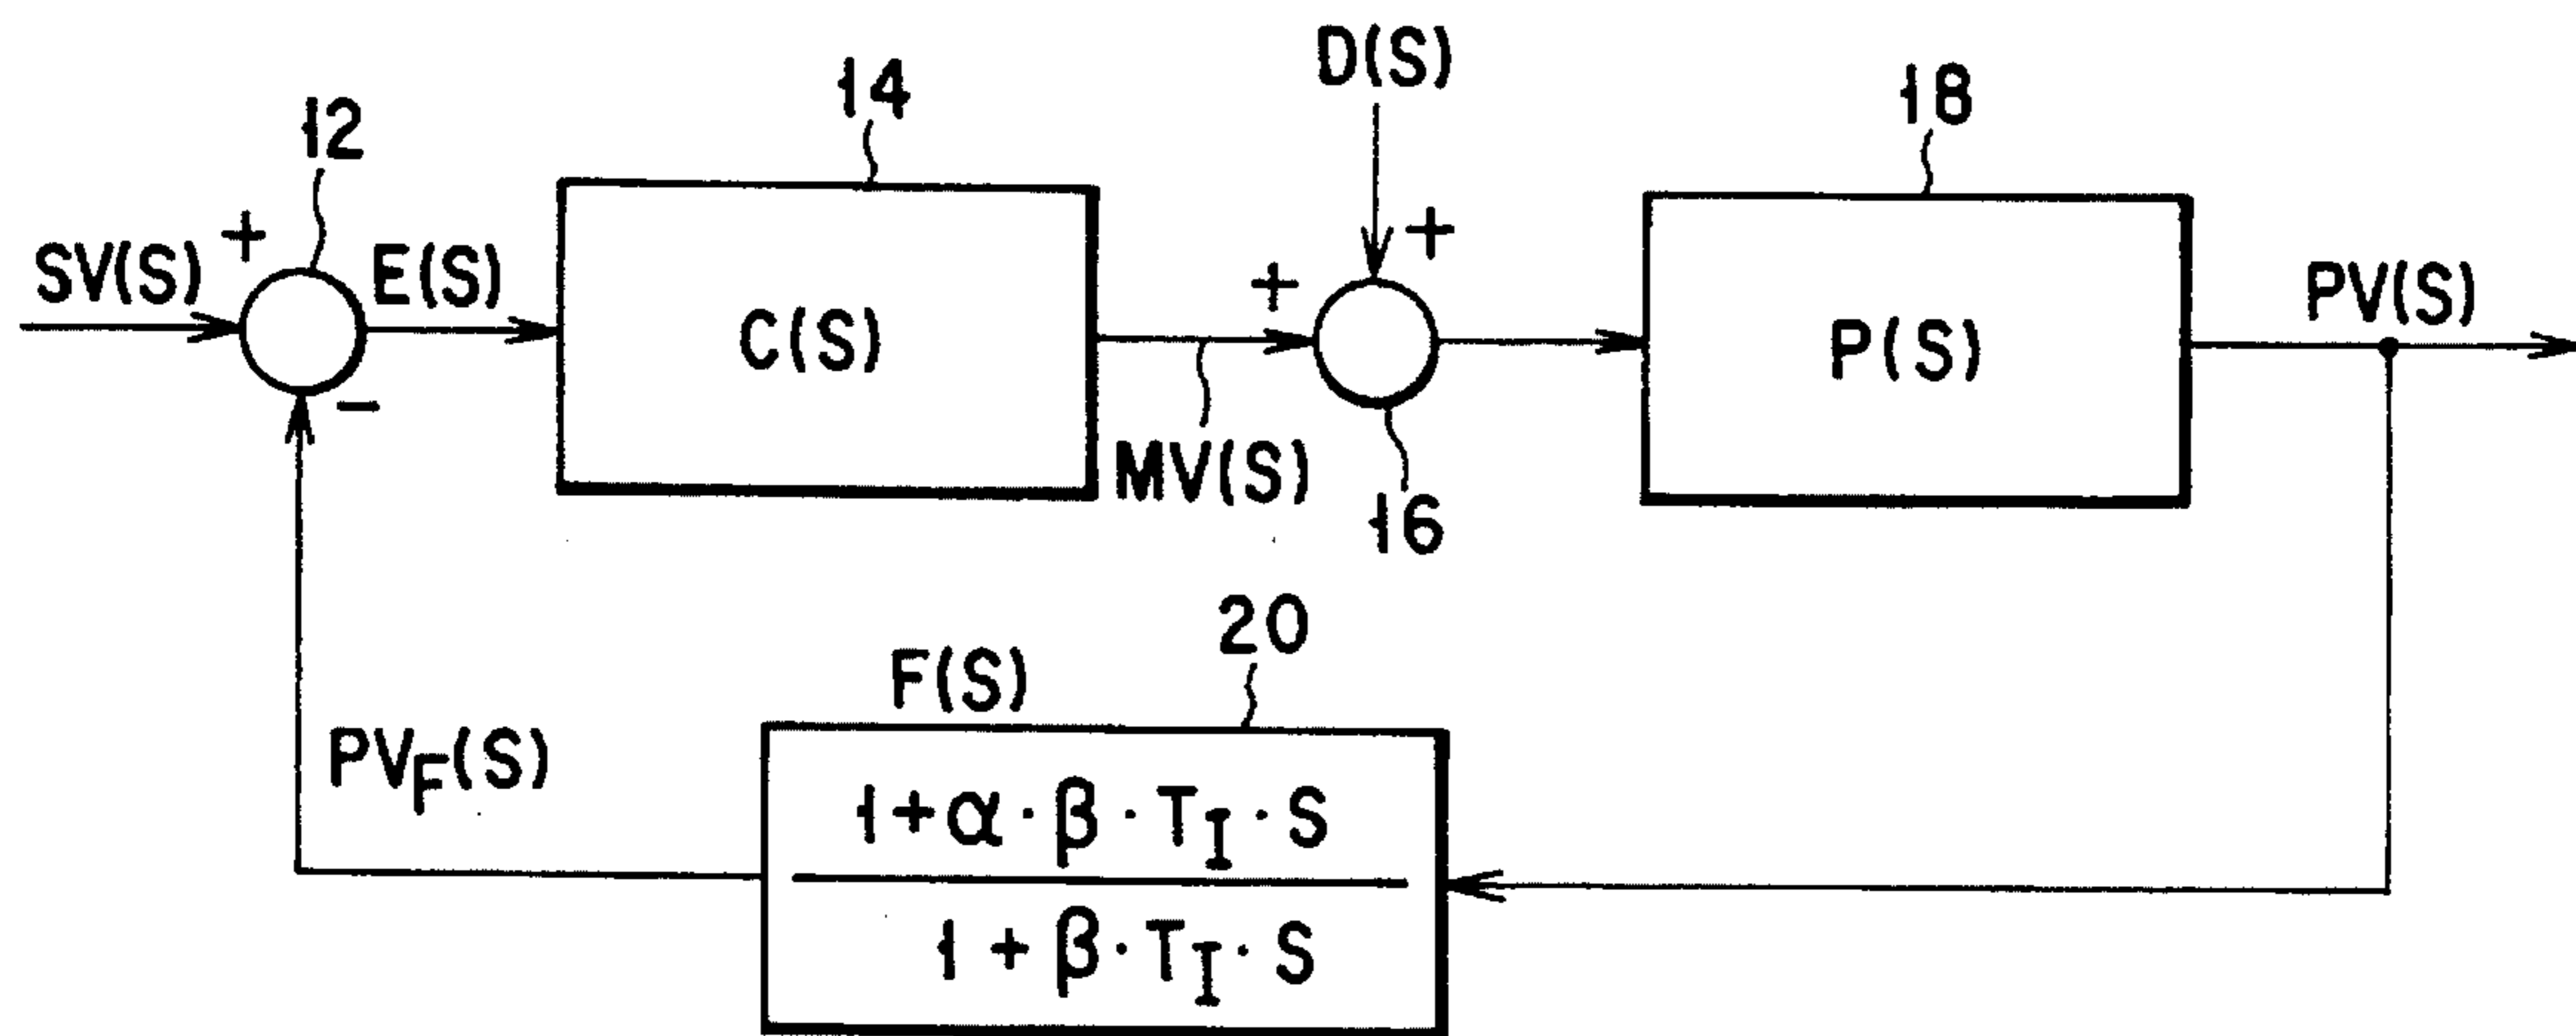 12
14
D(S)
18
+
SV(S)
E(S)
C(S)
+
+
MV(S)
16
P(S)
PV(S)
-
F(S)
20
PV_F(S)
1+α·β·T_I·S
1+β·T_I·S